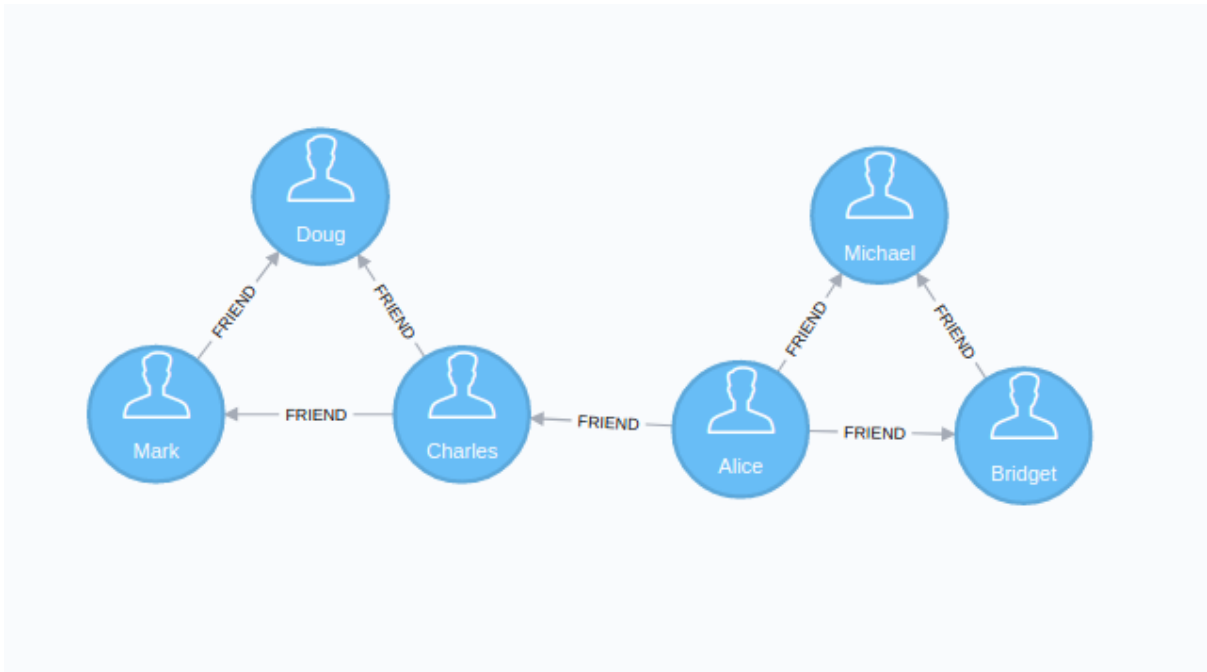 Doug
Michael
FRIEND
FRIEND
FRIEND
FRIEND
Mark
FRIEND
Charles
FRIEND
Alice
FRIEND
Bridget